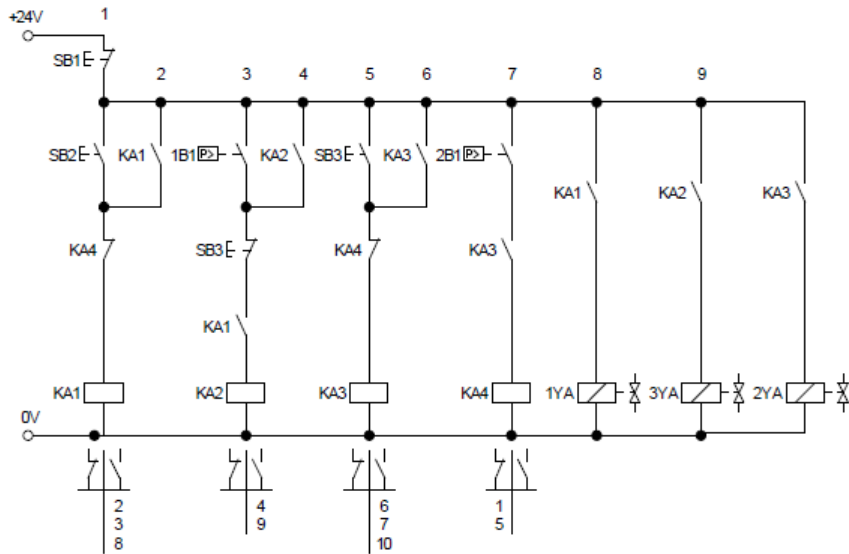 +24V
1
SB1
2 3 4 5 6 7 8 9
SB2 KA1 1B1 P> KA2 SB3 KA3 2B1 P>
KA1 KA2 KA3
KA4 SB3 KA4 KA3
KA1
KA1 KA2 KA3 KA4 1YA 3YA 2YA
0V
2 4 6 1
3 9 7 5
8 10